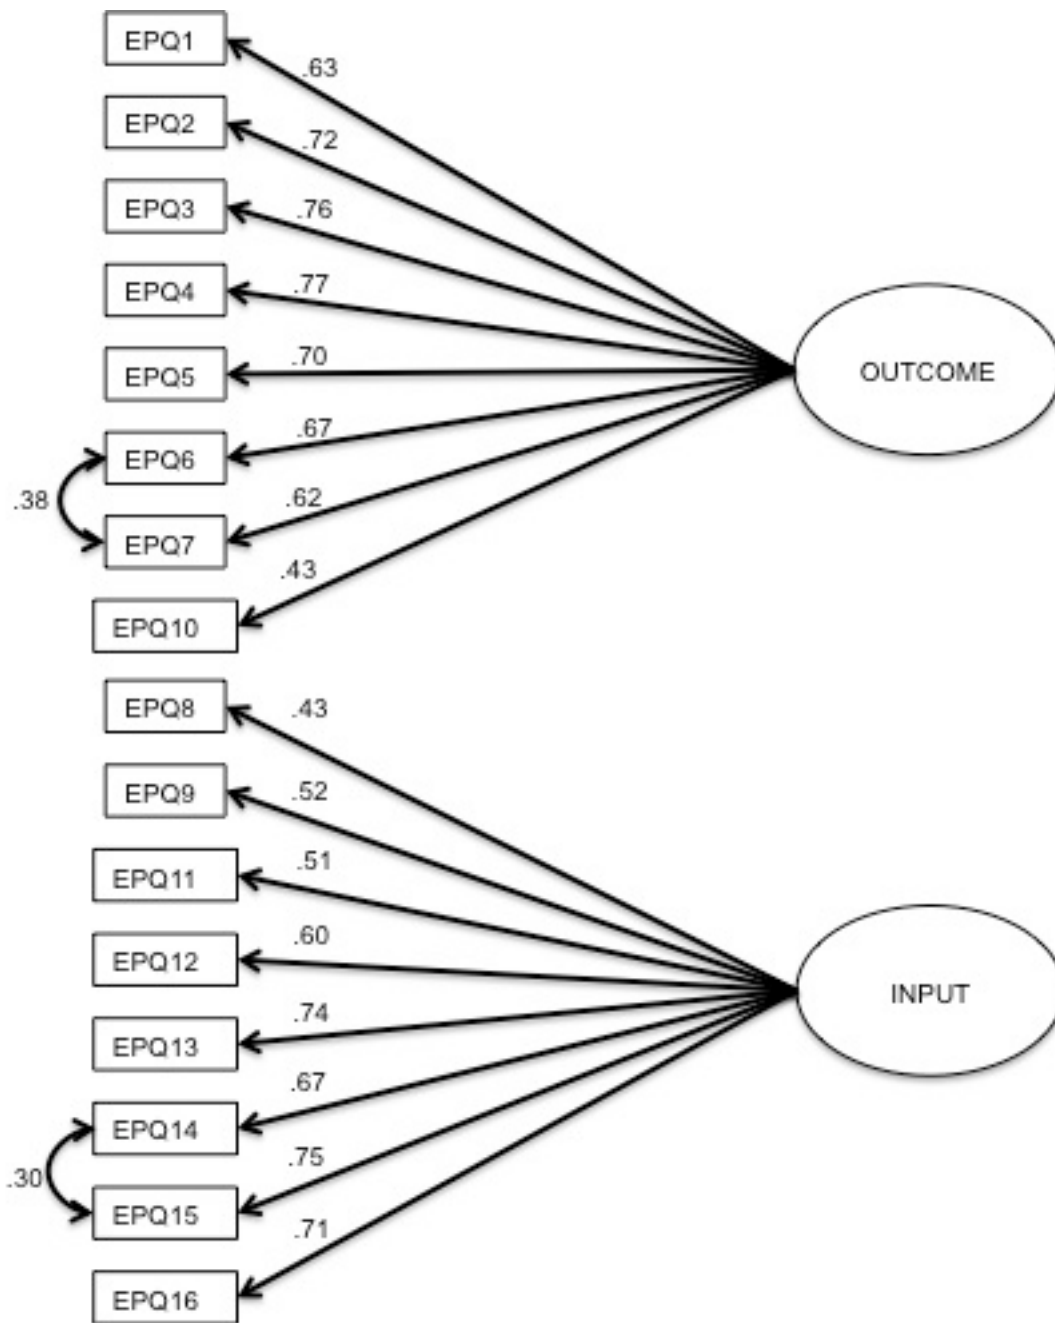 EPQ1
.63
EPQ2
.72
EPQ3
.76
EPQ4
.77
EPQ5
.70
OUTCOME
EPQ6
.67
.38
EPQ7
.62
EPQ10
.43
EPQ8
.43
EPQ9
.52
EPQ11
.51
EPQ12
.60
INPUT
EPQ13
.74
EPQ14
.67
.30
EPQ15
.75
EPQ16
.71